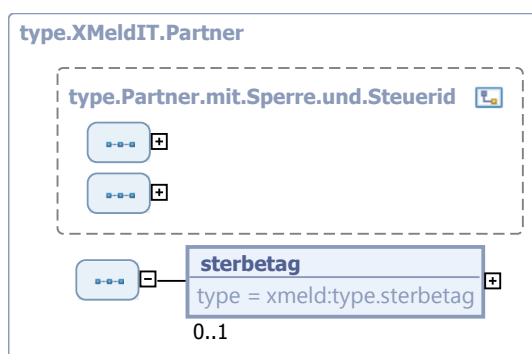 type.XMeldIT.Partner
type.Partner.mit.Sperre.und.Steuerid
sterbetag
type = xmeld:type.sterbetag
0..1